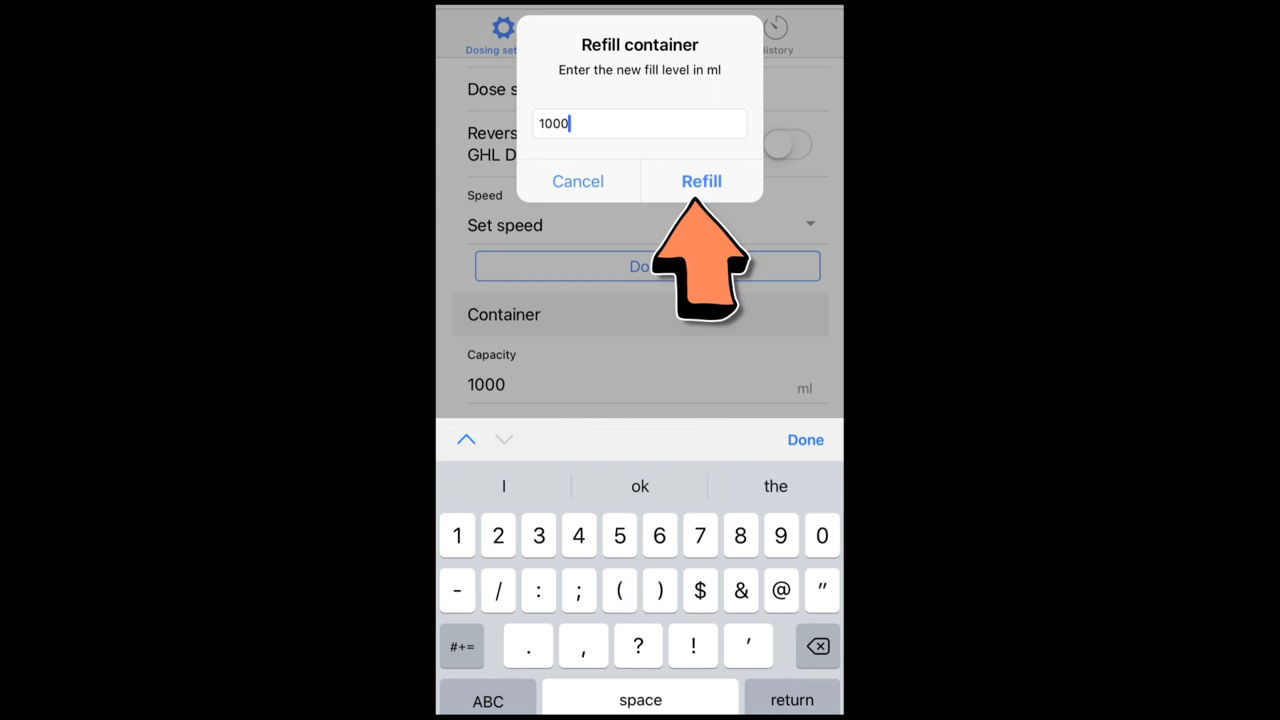 Refill container
Enter the new fill level in ml
1000
Cancel Refill
Dosing set
History
Dose s
Revers
GHL D
Speed
Set speed
Do
Container
Capacity
1000 ml
Done
I ok the
1 2 3 4 5 6 7 8 9 0
- / : ; ( ) $ & @ "
#+= . , ? ! '
ABC space return